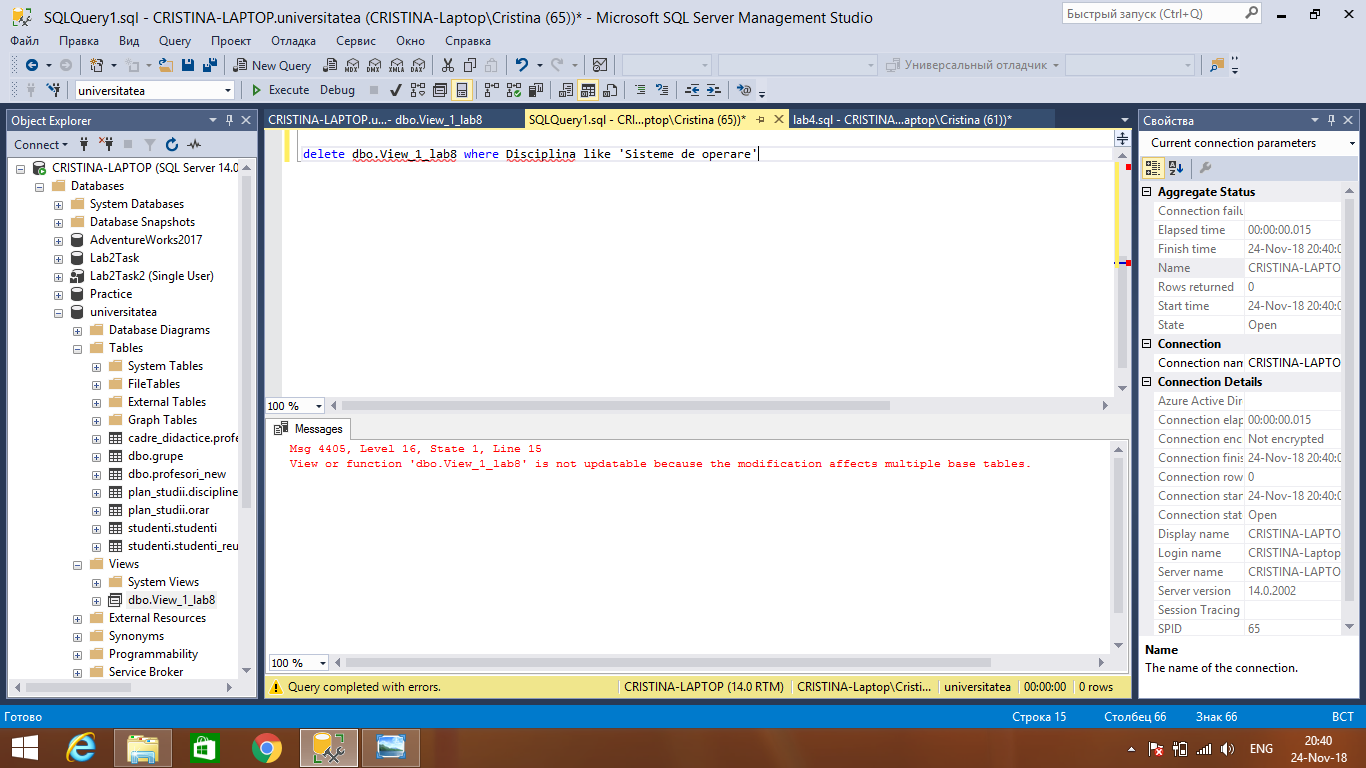 SQLQuery1.sql - CRISTINA-LAPTOP.universitatea (CRISTINA-Laptop\Cristina (65))* - Microsoft SQL Server Management Studio
Быстрый запуск (Ctrl+Q)
Файл Правка Вид Query Проект Отладка Сервис Окно Справка
New Query
MDX DMX XMLA DAX
Универсальный отладчик
universitatea
Execute Debug
Object Explorer
Connect
CRISTINA-LAPTOP (SQL Server 14.0
Databases
System Databases
Database Snapshots
AdventureWorks2017
Lab2Task
Lab2Task2 (Single User)
Practice
universitatea
Database Diagrams
Tables
System Tables
FileTables
External Tables
Graph Tables
cadre_didactice.profe
dbo.grupe
dbo.profesori_new
plan_studii.discipline
plan_studii.orar
studenti.studenti
studenti.studenti_reu
Views
System Views
dbo.View_1_lab8
External Resources
Synonyms
Programmability
Service Broker
CRISTINA-LAPTOP.u...- dbo.View_1_lab8
SQLQuery1.sql - CRI...ptop\Cristina (65))*
lab4.sql - CRISTINA...aptop\Cristina (61))*
delete dbo.View_1_lab8 where Disciplina like 'Sisteme de operare'
100 %
Messages
Msg 4405, Level 16, State 1, Line 15
View or function 'dbo.View_1_lab8' is not updatable because the modification affects multiple base tables.
100 %
Query completed with errors.
CRISTINA-LAPTOP (14.0 RTM)
CRISTINA-Laptop\Cristi...
universitatea
00:00:00
0 rows
Свойства
Current connection parameters
Aggregate Status
Connection failu
Elapsed time 00:00:00.015
Finish time 24-Nov-18 20:40:0
Name CRISTINA-LAPTO
Rows returned 0
Start time 24-Nov-18 20:40:0
State Open
Connection
Connection nam CRISTINA-LAPTO
Connection Details
Azure Active Dir
Connection elap 00:00:00.015
Connection enc Not encrypted
Connection finis 24-Nov-18 20:40:0
Connection row 0
Connection star 24-Nov-18 20:40:0
Connection stat Open
Display name CRISTINA-LAPTO
Login name CRISTINA-Laptop
Server name CRISTINA-LAPTO
Server version 14.0.2002
Session Tracing
SPID 65
Name
The name of the connection.
Готово
Строка 15 Столбец 66 Знак 66 ВСТ
ENG
20:40
24-Nov-18